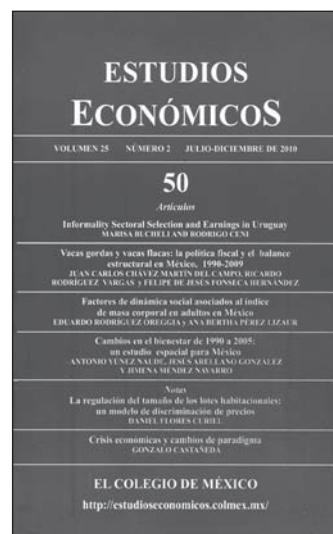 ESTUDIOS
ECONÓMICOS
VOLUMEN 25 NÚMERO 2 JULIO-DICIEMBRE DE 2010
50
Artículos
Informality Sectoral Selection and Earnings in Uruguay
MARISA BUCHELI AND RODRIGO CENI
Vacas gordas y vacas flacas: la política fiscal y el balance
estructural en México, 1990-2009
JUAN CARLOS CHÁVEZ MARTÍN DEL CAMPO, RICARDO
RODRÍGUEZ VARGAS y FELIPE DE JESÚS FONSECA HERNÁNDEZ
Factores de dinámica social asociados al índice
de masa corporal en adultos en México
EDUARDO RODRÍGUEZ OREGGIA y ANA BERTHA PÉREZ LIZAUR
Cambios en el bienestar de 1990 a 2005:
un estudio espacial para México
ANTONIO YÚNEZ NAUDE, JESÚS ARELLANO GONZÁLEZ
Y JIMENA MÉNDEZ NAVARRO
Notas
La regulación del tamaño de los lotes habitacionales:
un modelo de discriminación de precios
DANIEL FLORES CURIEL
Crisis económicas y cambios de paradigma
GONZALO CASTAÑEDA
EL COLEGIO DE MÉXICO
http://estudioseconomicos.colmex.mx/